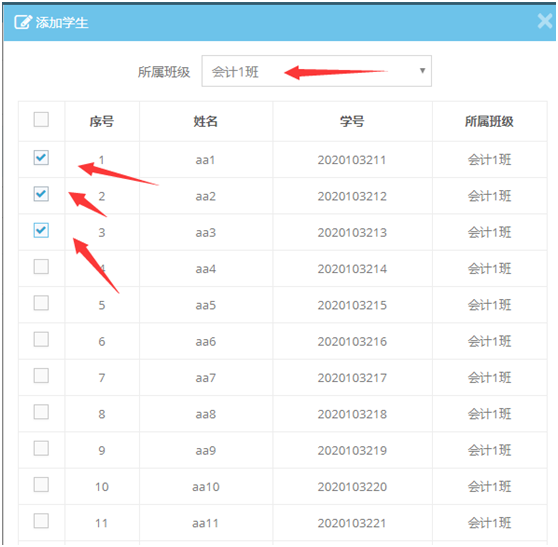 添加学生
所属班级 会计1班
序号 姓名 学号 所属班级
1 aa1 2020103211 会计1班
2 aa2 2020103212 会计1班
3 aa3 2020103213 会计1班
4 aa4 2020103214 会计1班
5 aa5 2020103215 会计1班
6 aa6 2020103216 会计1班
7 aa7 2020103217 会计1班
8 aa8 2020103218 会计1班
9 aa9 2020103219 会计1班
10 aa10 2020103220 会计1班
11 aa11 2020103221 会计1班